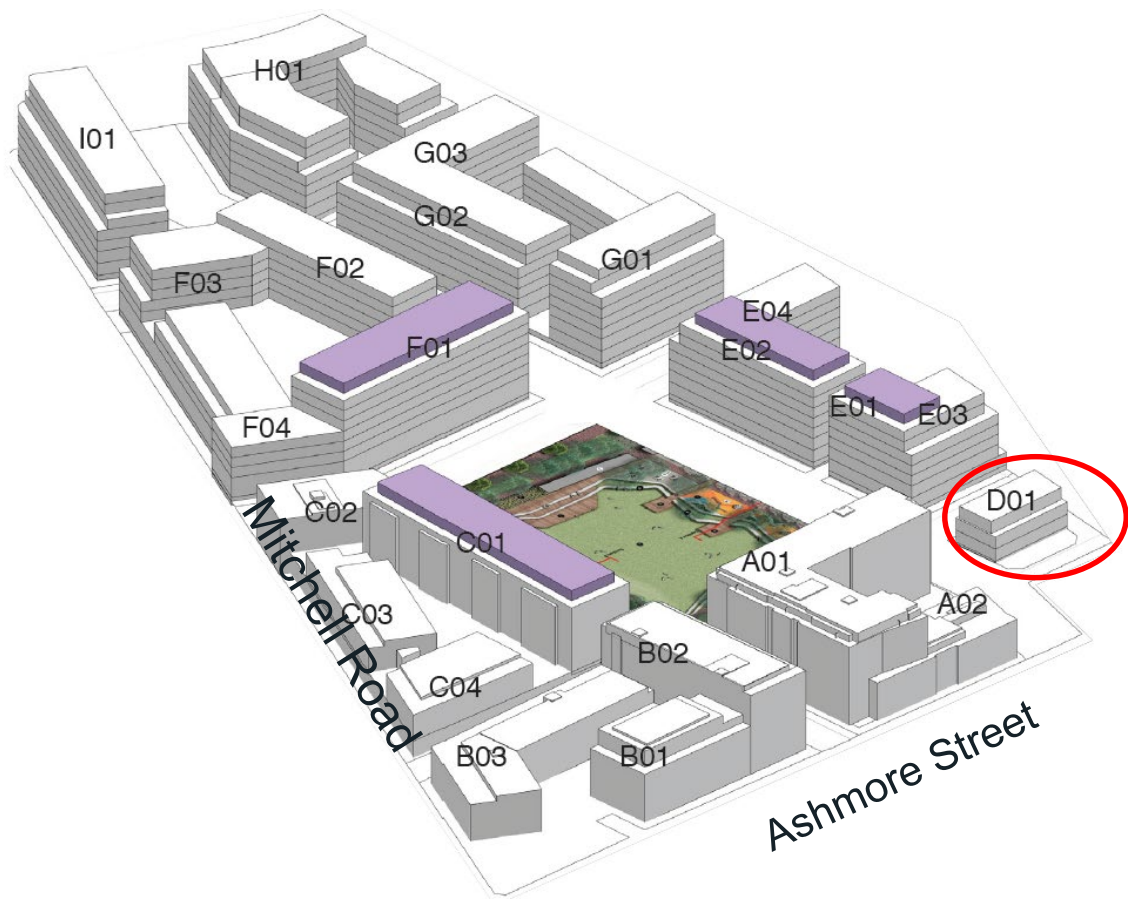 H01
I01
G03
G02
G01
F02
F03
E04
F01
E02
E01
E03
F04
D01
C02
C01
A01
A02
C03
B02
C04
B03
B01
Mitchell Road
Ashmore Street